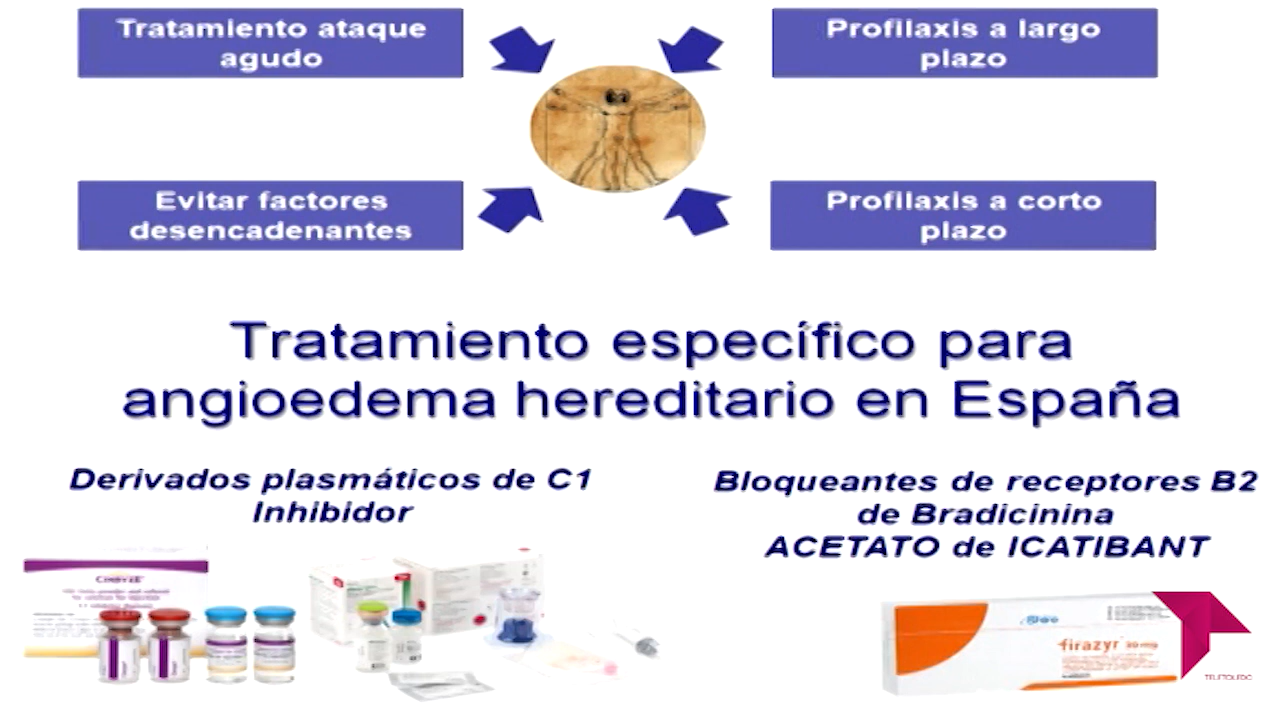 Tratamiento ataque
agudo
Profilaxis a largo
plazo
Evitar factores
desencadenantes
Profilaxis a corto
plazo
Tratamiento específico para
angioedema hereditario en España
Derivados plasmáticos de C1
Inhibidor
Bloqueantes de receptores B2
de Bradicinina
ACETATO de ICATIBANT
firazyr